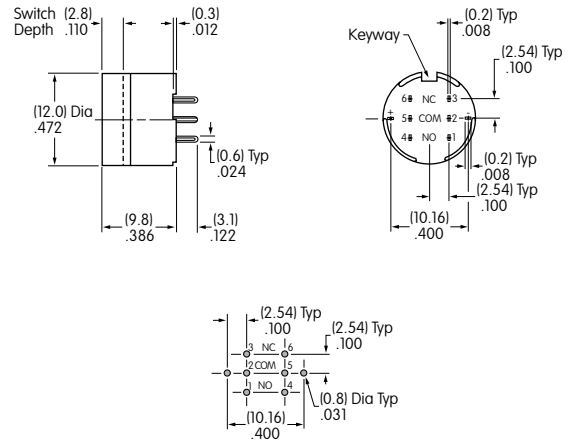 Switch (2.8)
Depth .110
(0.3)
.012
(12.0) Dia
.472
(0.6) Typ
.024
(9.8)
.386
(3.1)
.122
(0.2) Typ
.008
Keyway
(2.54) Typ
.100
6 NC 3
+ 5 COM 2 -
4 NO 1
(0.2) Typ
.008
(2.54) Typ
.100
(10.16)
.400
(2.54) Typ
.100
(2.54) Typ
.100
3 NC 6
2 COM 5
1 NO 4
(0.8) Dia Typ
.031
(10.16)
.400